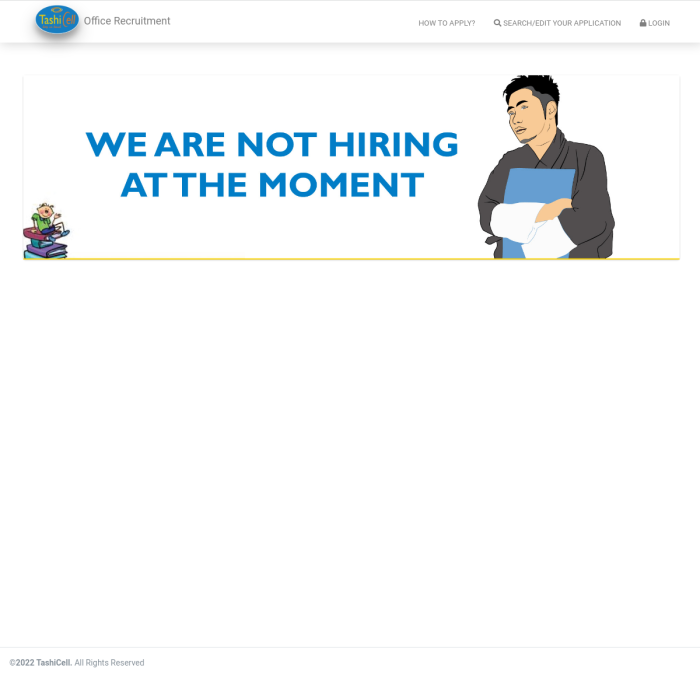 TashiCell Office Recruitment
HOW TO APPLY? SEARCH/EDIT YOUR APPLICATION LOGIN
WE ARE NOT HIRING
AT THE MOMENT
©2022 TashiCell. All Rights Reserved